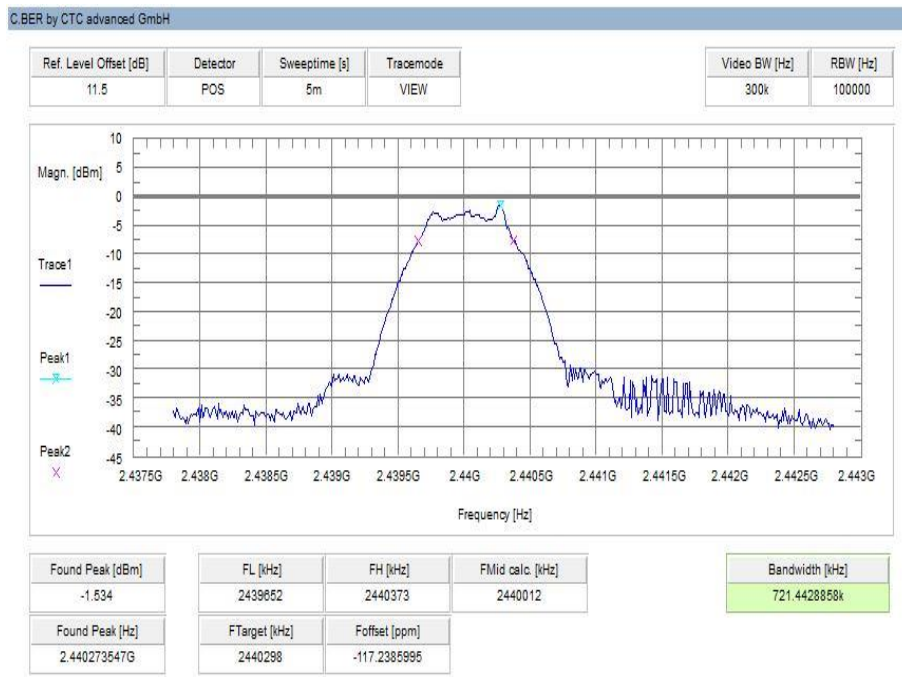 C.BER by CTC advanced GmbH
Ref. Level Offset [dB] Detector Sweeptime [s] Tracemode Video BW [Hz] RBW [Hz]
11.5 POS 5m VIEW 300k 100000
Magn. [dBm]
10
5
0
-5
-10
-15
-20
-25
-30
-35
-40
-45
Trace1
Peak1
Peak2
2.4375G 2.438G 2.4385G 2.439G 2.4395G 2.44G 2.4405G 2.441G 2.4415G 2.442G 2.4425G 2.443G
Frequency [Hz]
Found Peak [dBm] FL [kHz] FH [kHz] FMid calc. [kHz] Bandwidth [kHz]
-1.534 2439652 2440373 2440012 721.4428858k
Found Peak [Hz] FTarget [kHz] Foffset [ppm]
2.440273547G 2440298 -117.2385995